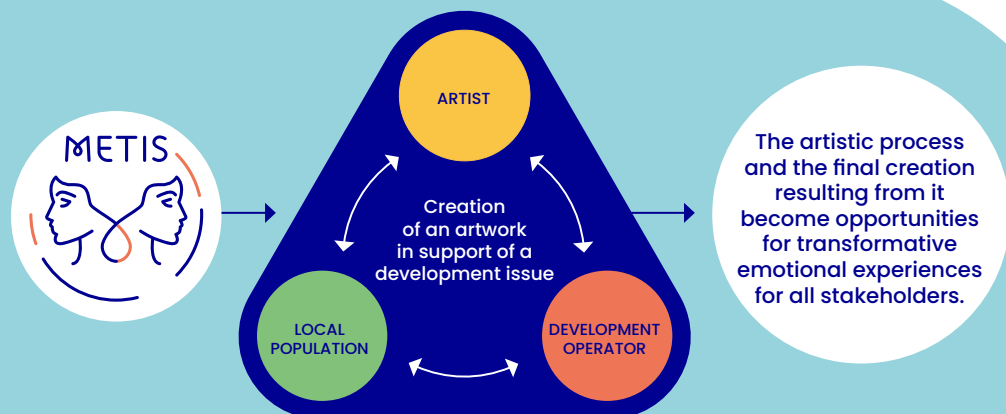 METIS
ARTIST
Creation
of an artwork
in support of a
development issue
LOCAL
POPULATION
DEVELOPMENT
OPERATOR
The artistic process
and the final creation
resulting from it
become opportunities
for transformative
emotional experiences
for all stakeholders.